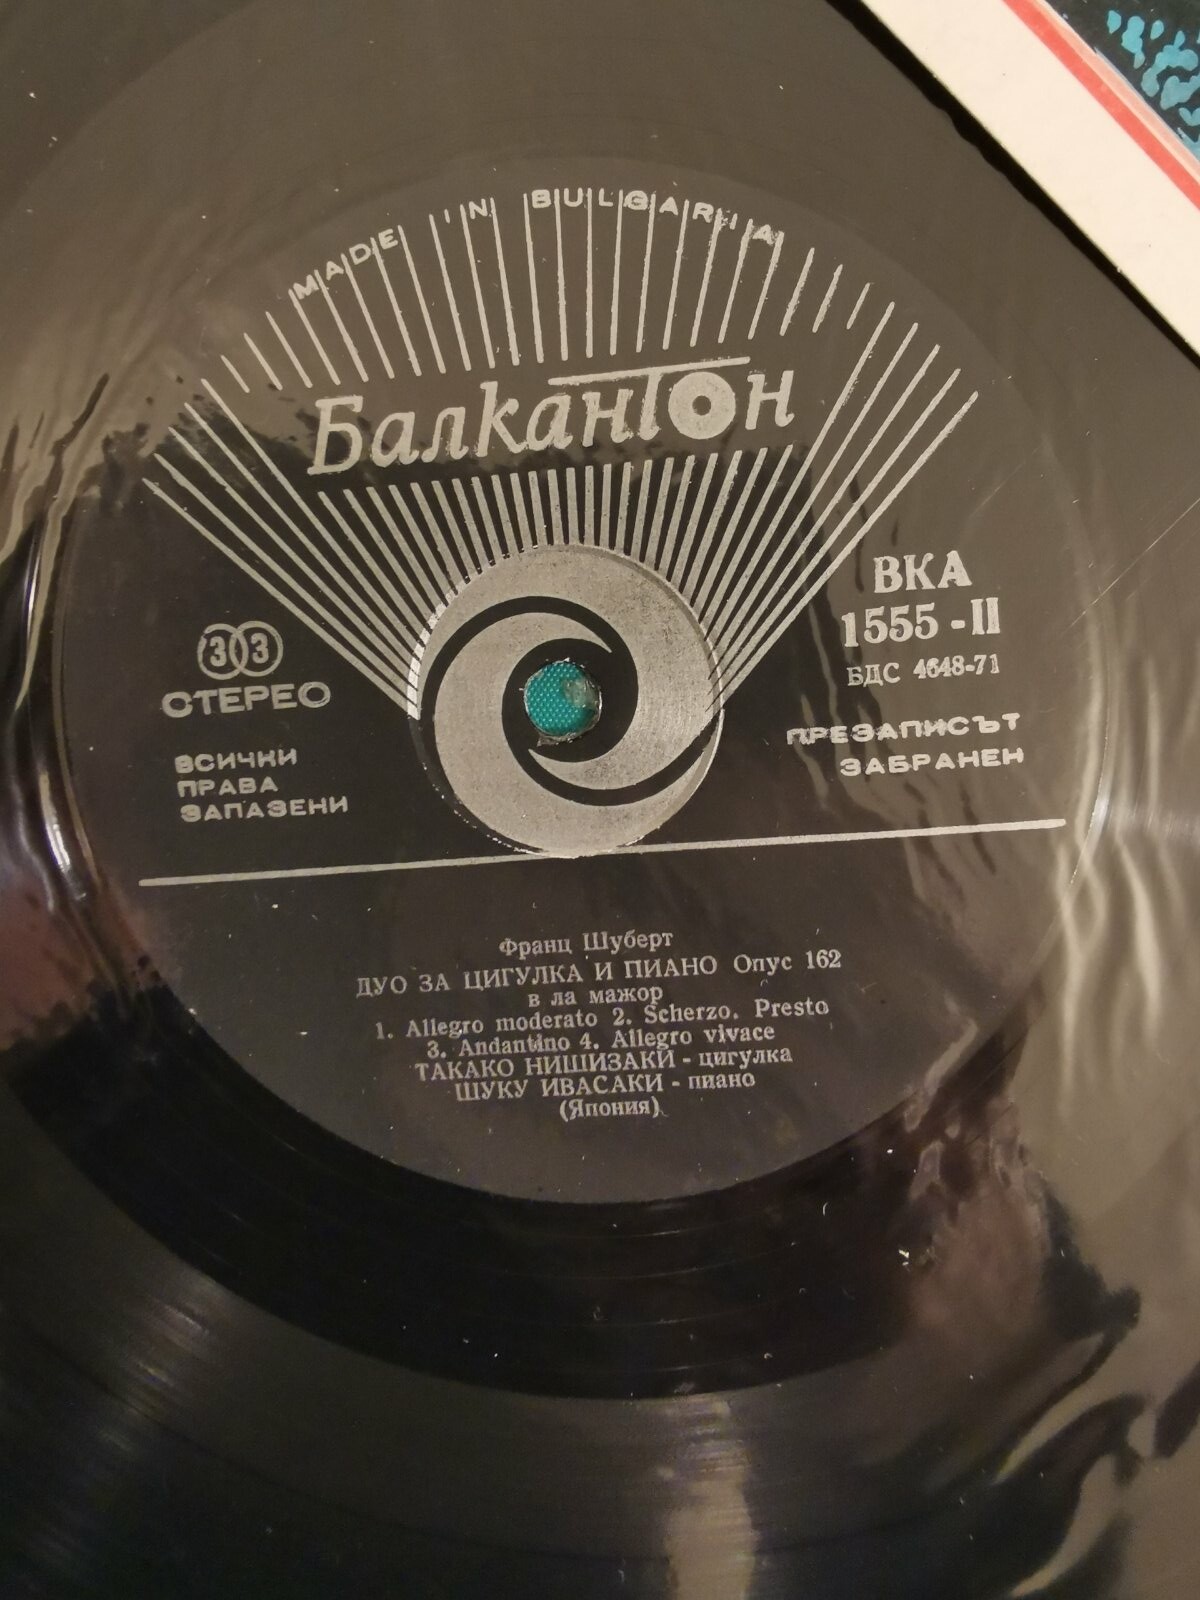 MADE IN BULGARIA
Балкантон
ВКА
1555 - II
БДС 4648-71
33
СТЕРЕО
ПРЕЗАПИСЪТ
ЗАБРАНЕН
ВСИЧКИ
ПРАВА
ЗАПАЗЕНИ
Франц Шуберт
ДУО ЗА ЦИГУЛКА И ПИАНО Опус 162
в ла мажор
1. Allegro moderato 2. Scherzo. Presto
3. Andantino 4. Allegro vivace
ТАКАКО НИШИЗАКИ - цигулка
ШУКУ ИВАСАКИ - пиано
(Япония)